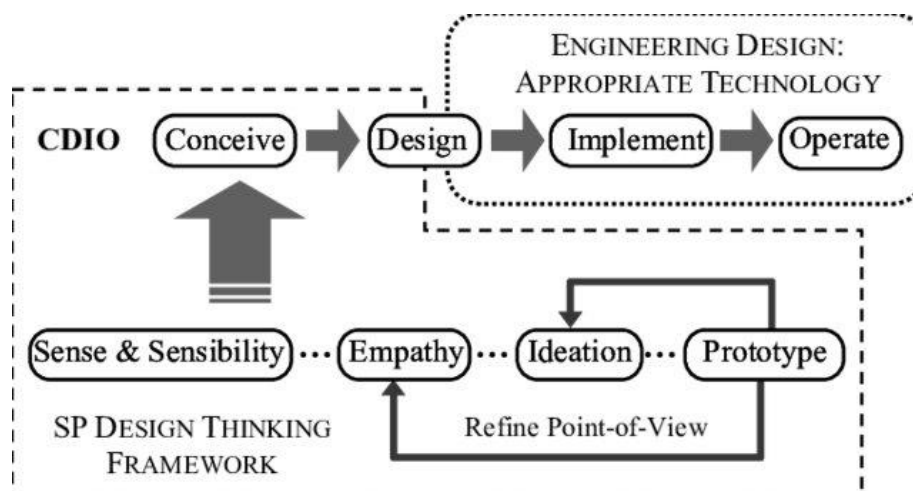 ENGINEERING DESIGN:
APPROPRIATE TECHNOLOGY
CDIO Conceive Design Implement Operate
Sense & Sensibility ••• Empathy ••• Ideation ••• Prototype
SP DESIGN THINKING
FRAMEWORK
Refine Point-of-View